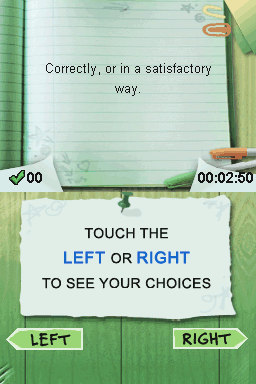 Correctly, or in a satisfactory
way.
00
00:02:50
TOUCH THE
LEFT OR RIGHT
TO SEE YOUR CHOICES
LEFT
RIGHT